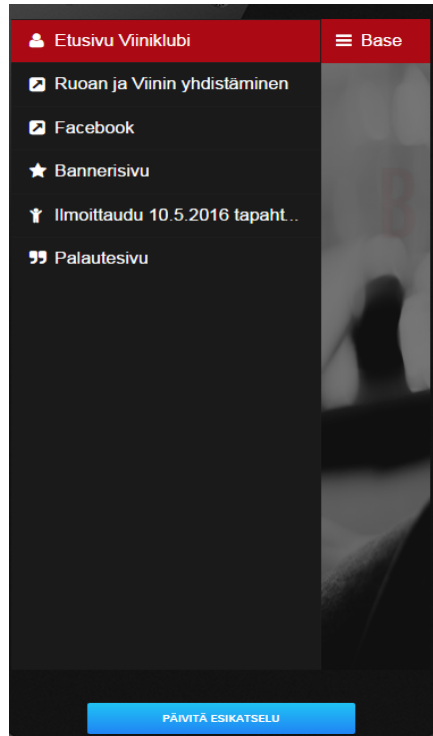 Etusivu Viiniklubi
Base
Ruoan ja Viinin yhdistäminen
Facebook
Bannerisivu
Ilmoittaudu 10.5.2016 tapaht...
Palautesivu
PÄIVITÄ ESIKATSELU